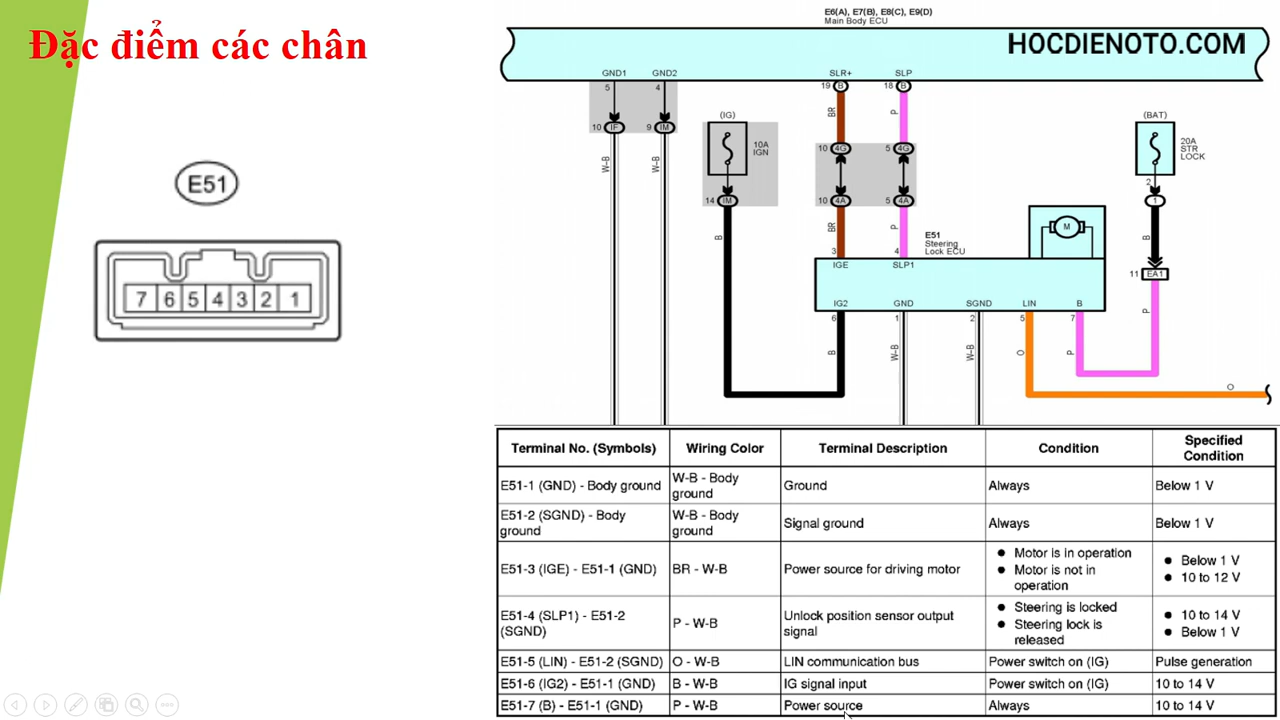 Đặc điểm các chân
E6(A), E7(B), E8(C), E9(D)
Main Body ECU
HOCDIENOTO.COM
GND1 GND2 SLR+ SLP
5 4 19 B 18 B
10 IF 9 IM
(IG)
10A
IGN
14 IM
BR P
10 4G 5 4G
10 4A 5 4A
(BAT)
20A
STR
LOCK
2
1
W-B W-B
B BR P B
E51
E51
Steering
Lock ECU
M
3 4
11 EA1
IGE SLP1
7 6 5 4 3 2 1
IG2 GND SGND LIN B
6 1 2 5 7
P
B W-B W-B O P
O
Terminal No. (Symbols) Wiring Color Terminal Description Condition Specified
Condition
E51-1 (GND) - Body ground W-B - Body
ground Ground Always Below 1 V
E51-2 (SGND) - Body
ground W-B - Body
ground Signal ground Always Below 1 V
E51-3 (IGE) - E51-1 (GND) BR - W-B Power source for driving motor
● Motor is in operation
● Motor is not in
operation
● Below 1 V
● 10 to 12 V
E51-4 (SLP1) - E51-2
(SGND) P - W-B Unlock position sensor output
signal
● Steering is locked
● Steering lock is
released
● 10 to 14 V
● Below 1 V
E51-5 (LIN) - E51-2 (SGND) O - W-B LIN communication bus Power switch on (IG) Pulse generation
E51-6 (IG2) - E51-1 (GND) B - W-B IG signal input Power switch on (IG) 10 to 14 V
E51-7 (B) - E51-1 (GND) P - W-B Power source Always 10 to 14 V